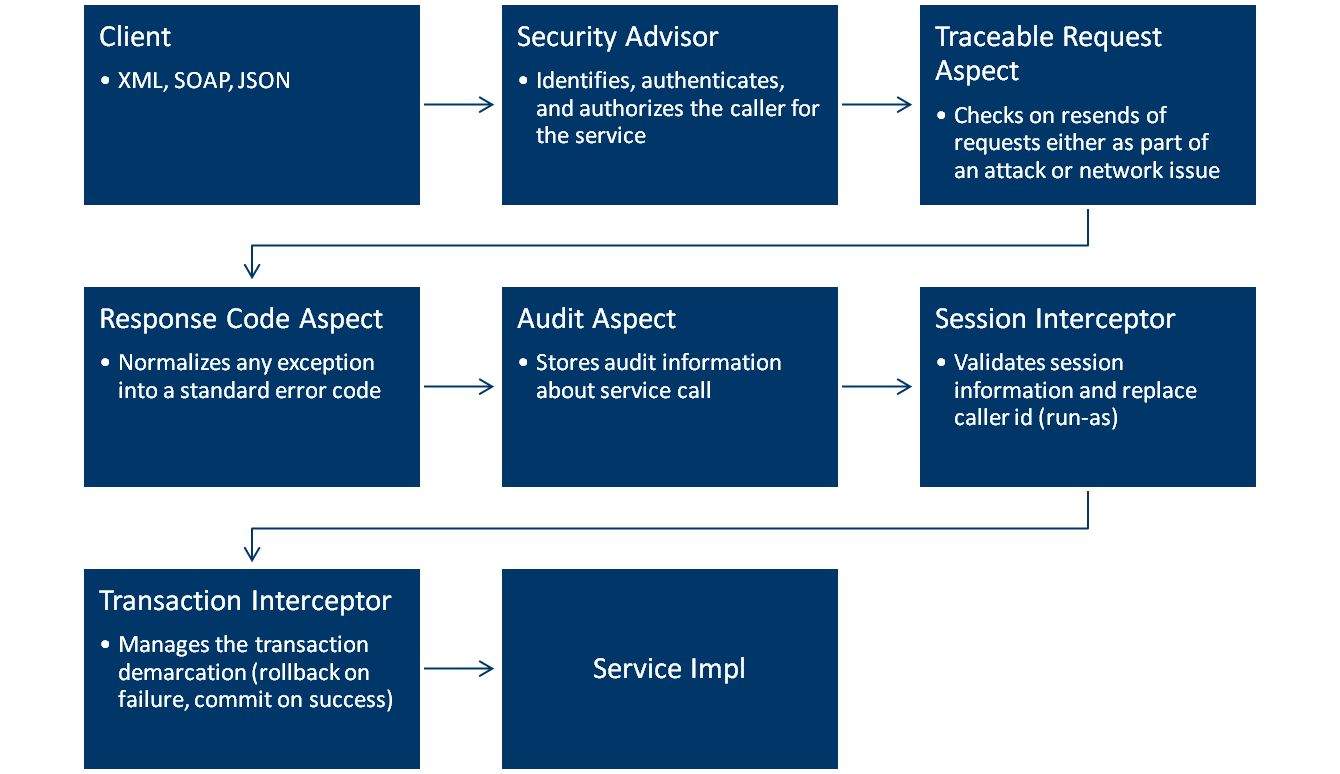 Client
• XML, SOAP, JSON
Security Advisor
• Identifies, authenticates,
and authorizes the caller for
the service
Traceable Request
Aspect
• Checks on resends of
requests either as part of
an attack or network issue
Response Code Aspect
• Normalizes any exception
into a standard error code
Audit Aspect
• Stores audit information
about service call
Session Interceptor
• Validates session
information and replace
caller id (run-as)
Transaction Interceptor
• Manages the transaction
demarcation (rollback on
failure, commit on success)
Service Impl